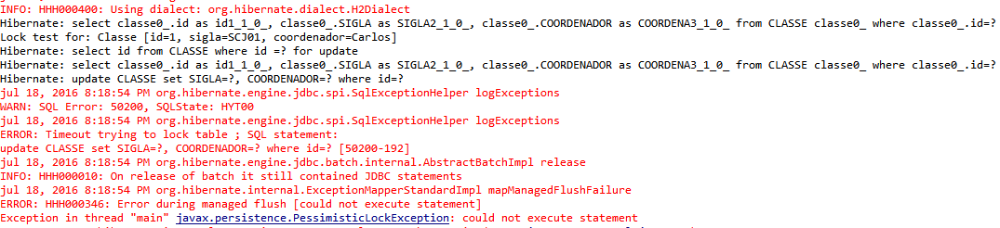 INFO: HHH000400: Using dialect: org.hibernate.dialect.H2Dialect
Hibernate: select classe0_.id as id1_1_0_, classe0_.SIGLA as SIGLA2_1_0_, classe0_.COORDENADOR as COORDENA3_1_0_ from CLASSE classe0_ where classe0_.id=?
Lock test for: Classe [id=1, sigla=SCJ01, coordenador=Carlos]
Hibernate: select id from CLASSE where id =? for update
Hibernate: select classe0_.id as id1_1_0_, classe0_.SIGLA as SIGLA2_1_0_, classe0_.COORDENADOR as COORDENA3_1_0_ from CLASSE classe0_ where classe0_.id=?
Hibernate: update CLASSE set SIGLA=?, COORDENADOR=? where id=?
jul 18, 2016 8:18:54 PM org.hibernate.engine.jdbc.spi.SqlExceptionHelper logExceptions
WARN: SQL Error: 50200, SQLState: HYT00
jul 18, 2016 8:18:54 PM org.hibernate.engine.jdbc.spi.SqlExceptionHelper logExceptions
ERROR: Timeout trying to lock table ; SQL statement:
update CLASSE set SIGLA=?, COORDENADOR=? where id=? [50200-192]
jul 18, 2016 8:18:54 PM org.hibernate.engine.jdbc.batch.internal.AbstractBatchImpl release
INFO: HHH000010: On release of batch it still contained JDBC statements
jul 18, 2016 8:18:54 PM org.hibernate.internal.ExceptionMapperStandardImpl mapManagedFlushFailure
ERROR: HHH000346: Error during managed flush [could not execute statement]
Exception in thread "main" javax.persistence.PessimisticLockException: could not execute statement